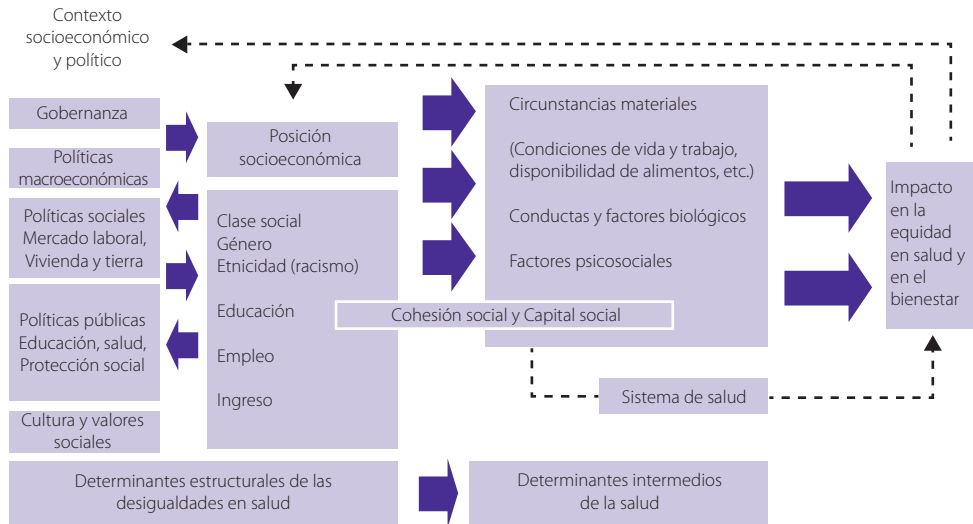 Contexto
socioeconómico
y político
Gobernanza
Políticas
macroeconómicas
Políticas sociales
Mercado laboral,
Vivienda y tierra
Políticas públicas
Educación, salud,
Protección social
Cultura y valores
sociales
Posición
socioeconómica
Clase social
Género
Etnicidad (racismo)
Educación
Empleo
Ingreso
Cohesión social y Capital social
Circunstancias materiales
(Condiciones de vida y trabajo,
disponibilidad de alimentos, etc.)
Conductas y factores biológicos
Factores psicosociales
Sistema de salud
Impacto
en la
equidad
en salud y
en el
bienestar
Determinantes estructurales de las
desigualdades en salud
Determinantes intermedios
de la salud